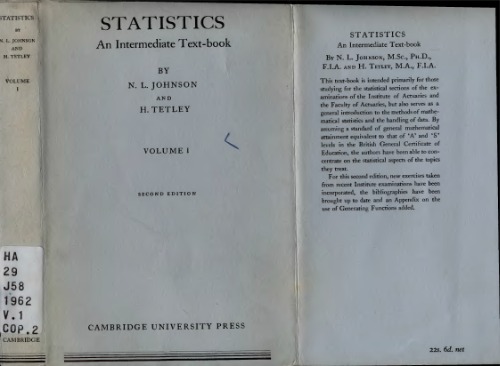 STATISTICS
BY
N. L. JOHNSON
AND
H. TETLEY
VOLUME
I
HA
29
J58
1962
V.1
COP.2
CAMBRIDGE
STATISTICS
An Intermediate Text-book
BY
N. L. JOHNSON
AND
H. TETLEY
VOLUME I
SECOND EDITION
CAMBRIDGE UNIVERSITY PRESS
STATISTICS
An Intermediate Text-book
By N. L. Johnson, M.Sc., Ph.D.,
F.I.A. and H. Tetley, M.A., F.I.A.
This text-book is intended primarily for those
studying for the statistical sections of the ex-
aminations of the Institute of Actuaries and
the Faculty of Actuaries, but also serves as a
general introduction to the methods of mathe-
matical statistics and the handling of data. By
assuming a standard of general mathematical
attainment equivalent to that of 'A' and 'S'
levels in the British General Certificate of
Education, the authors have been able to con-
centrate on the statistical aspects of the topics
they treat.
For this second edition, new exercises taken
from recent Institute examinations have been
incorporated, the bibliographies have been
brought up to date and an Appendix on the
use of Generating Functions added.
22s. 6d. net